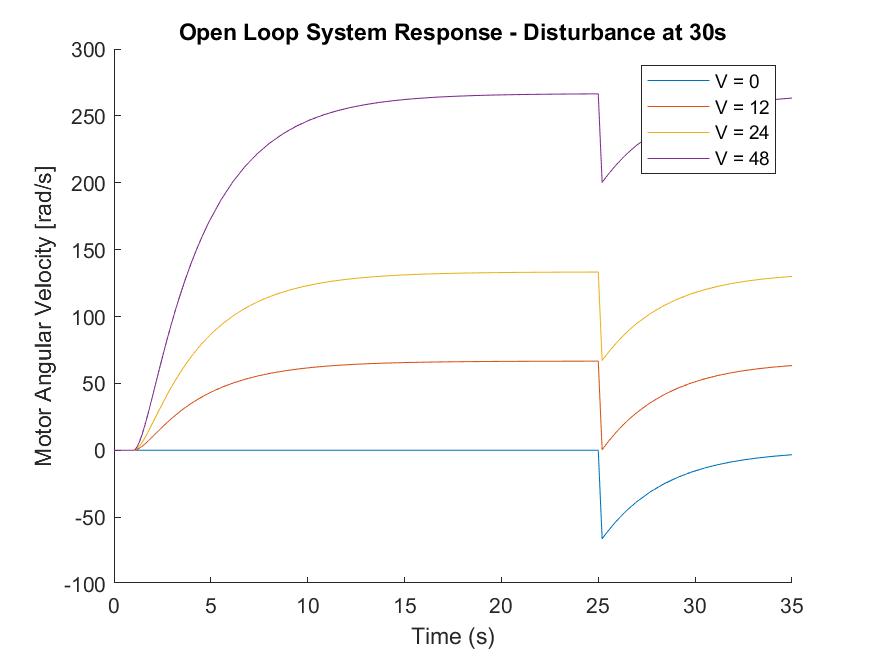 Open Loop System Response - Disturbance at 30s
300
250
200
150
100
50
0
-50
-100
Motor Angular Velocity [rad/s]
V = 0
V = 12
V = 24
V = 48
0 5 10 15 20 25 30 35
Time (s)